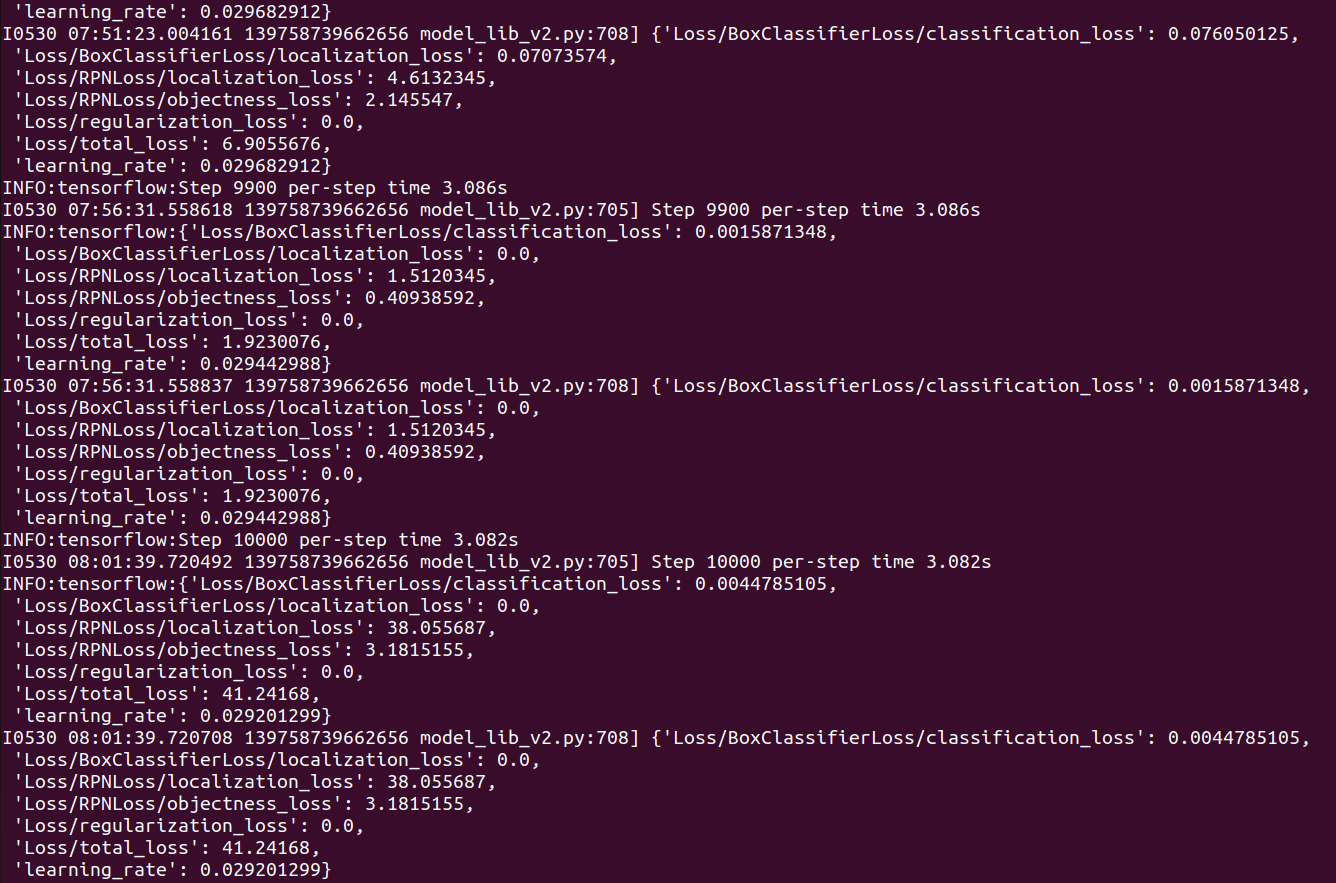 'learning_rate': 0.029682912}
I0530 07:51:23.004161 139758739662656 model_lib_v2.py:708] {'Loss/BoxClassifierLoss/classification_loss': 0.076050125,
'Loss/BoxClassifierLoss/localization_loss': 0.07073574,
'Loss/RPNLoss/localization_loss': 4.6132345,
'Loss/RPNLoss/objectness_loss': 2.145547,
'Loss/regularization_loss': 0.0,
'Loss/total_loss': 6.9055676,
'learning_rate': 0.029682912}
INFO:tensorflow:Step 9900 per-step time 3.086s
I0530 07:56:31.558618 139758739662656 model_lib_v2.py:705] Step 9900 per-step time 3.086s
INFO:tensorflow:{'Loss/BoxClassifierLoss/classification_loss': 0.0015871348,
'Loss/BoxClassifierLoss/localization_loss': 0.0,
'Loss/RPNLoss/localization_loss': 1.5120345,
'Loss/RPNLoss/objectness_loss': 0.40938592,
'Loss/regularization_loss': 0.0,
'Loss/total_loss': 1.9230076,
'learning_rate': 0.029442988}
I0530 07:56:31.558837 139758739662656 model_lib_v2.py:708] {'Loss/BoxClassifierLoss/classification_loss': 0.0015871348,
'Loss/BoxClassifierLoss/localization_loss': 0.0,
'Loss/RPNLoss/localization_loss': 1.5120345,
'Loss/RPNLoss/objectness_loss': 0.40938592,
'Loss/regularization_loss': 0.0,
'Loss/total_loss': 1.9230076,
'learning_rate': 0.029442988}
INFO:tensorflow:Step 10000 per-step time 3.082s
I0530 08:01:39.720492 139758739662656 model_lib_v2.py:705] Step 10000 per-step time 3.082s
INFO:tensorflow:{'Loss/BoxClassifierLoss/classification_loss': 0.0044785105,
'Loss/BoxClassifierLoss/localization_loss': 0.0,
'Loss/RPNLoss/localization_loss': 38.055687,
'Loss/RPNLoss/objectness_loss': 3.1815155,
'Loss/regularization_loss': 0.0,
'Loss/total_loss': 41.24168,
'learning_rate': 0.029201299}
I0530 08:01:39.720708 139758739662656 model_lib_v2.py:708] {'Loss/BoxClassifierLoss/classification_loss': 0.0044785105,
'Loss/BoxClassifierLoss/localization_loss': 0.0,
'Loss/RPNLoss/localization_loss': 38.055687,
'Loss/RPNLoss/objectness_loss': 3.1815155,
'Loss/regularization_loss': 0.0,
'Loss/total_loss': 41.24168,
'learning_rate': 0.029201299}